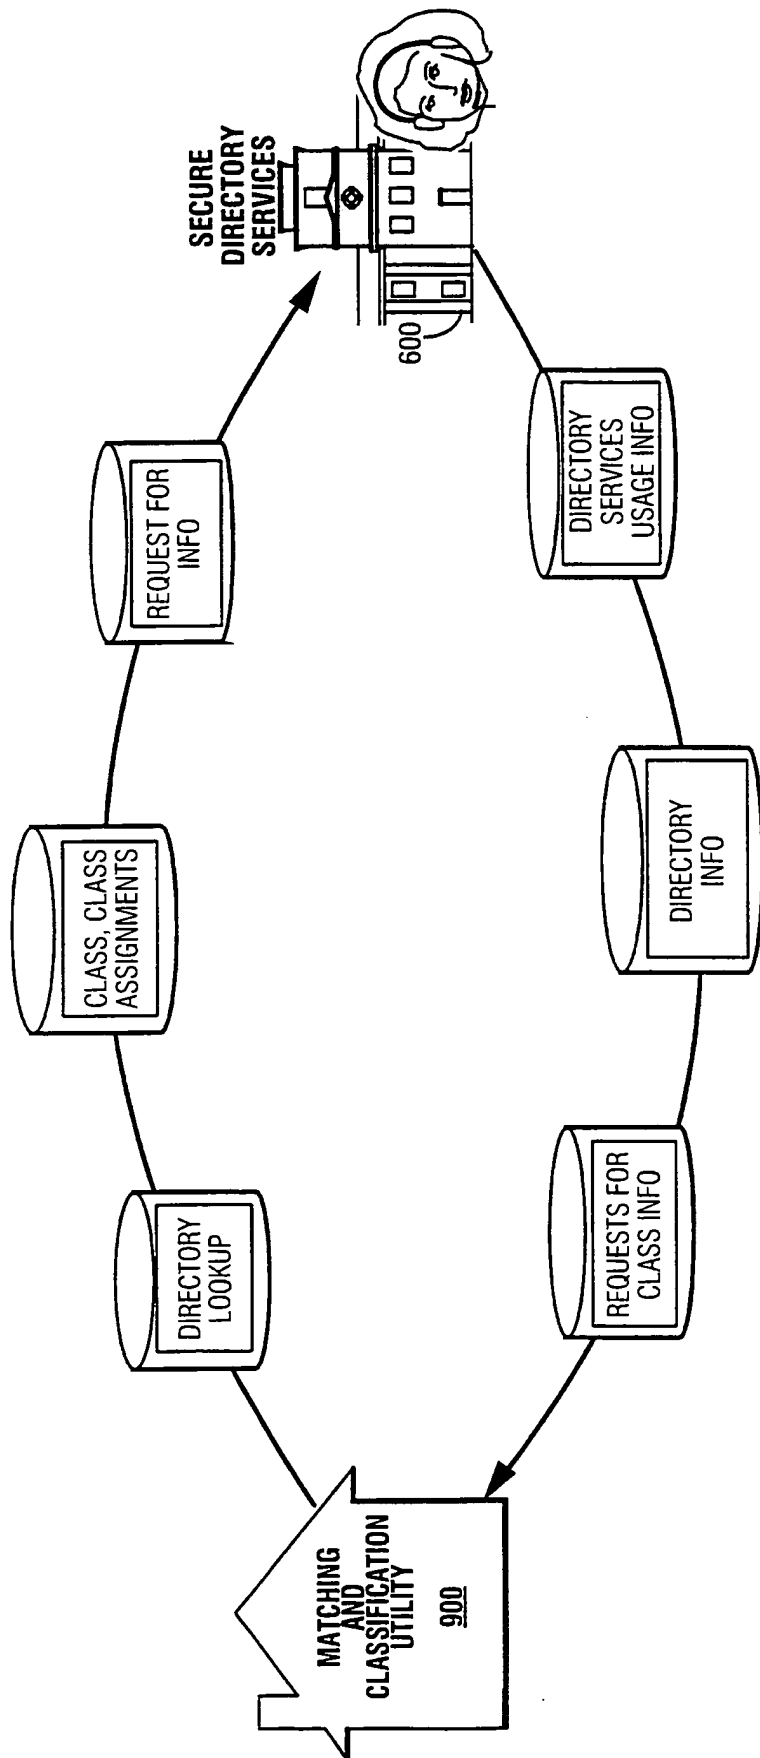 SECURE
DIRECTORY
SERVICES
600
REQUEST FOR
INFO
CLASS, CLASS
ASSIGNMENTS
DIRECTORY
LOOKUP
MATCHING
AND
CLASSIFICATION
UTILITY
900
REQUESTS FOR
CLASS INFO
DIRECTORY
INFO
DIRECTORY
SERVICES
USAGE INFO